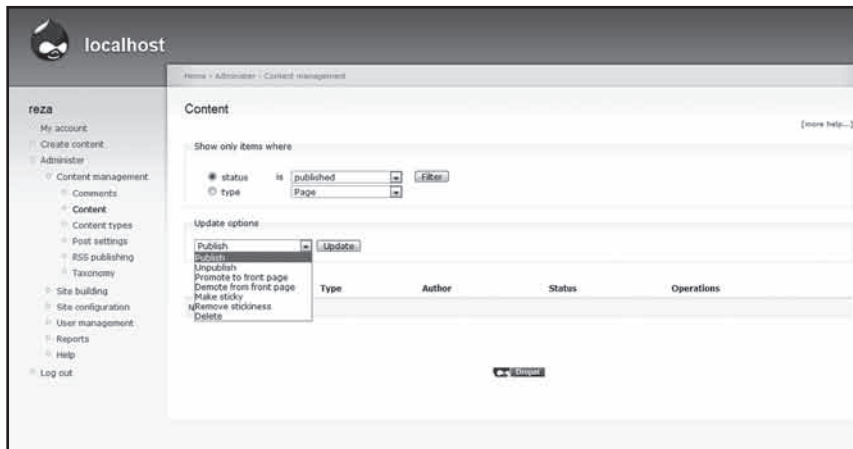 localhost
Home › Administer › Content management
reza
My account
Create content
Administer
Content management
Comments
Content
Content types
Post settings
RSS publishing
Taxonomy
Site building
Site configuration
User management
Reports
Help
Log out
Content
[more help...]
Show only items where
status is published Filter
type Page
Update options
Publish Update
Publish
Unpublish
Promote to front page
Demote from front page
Make sticky
Remove stickiness
Delete
Type Author Status Operations
Drupal